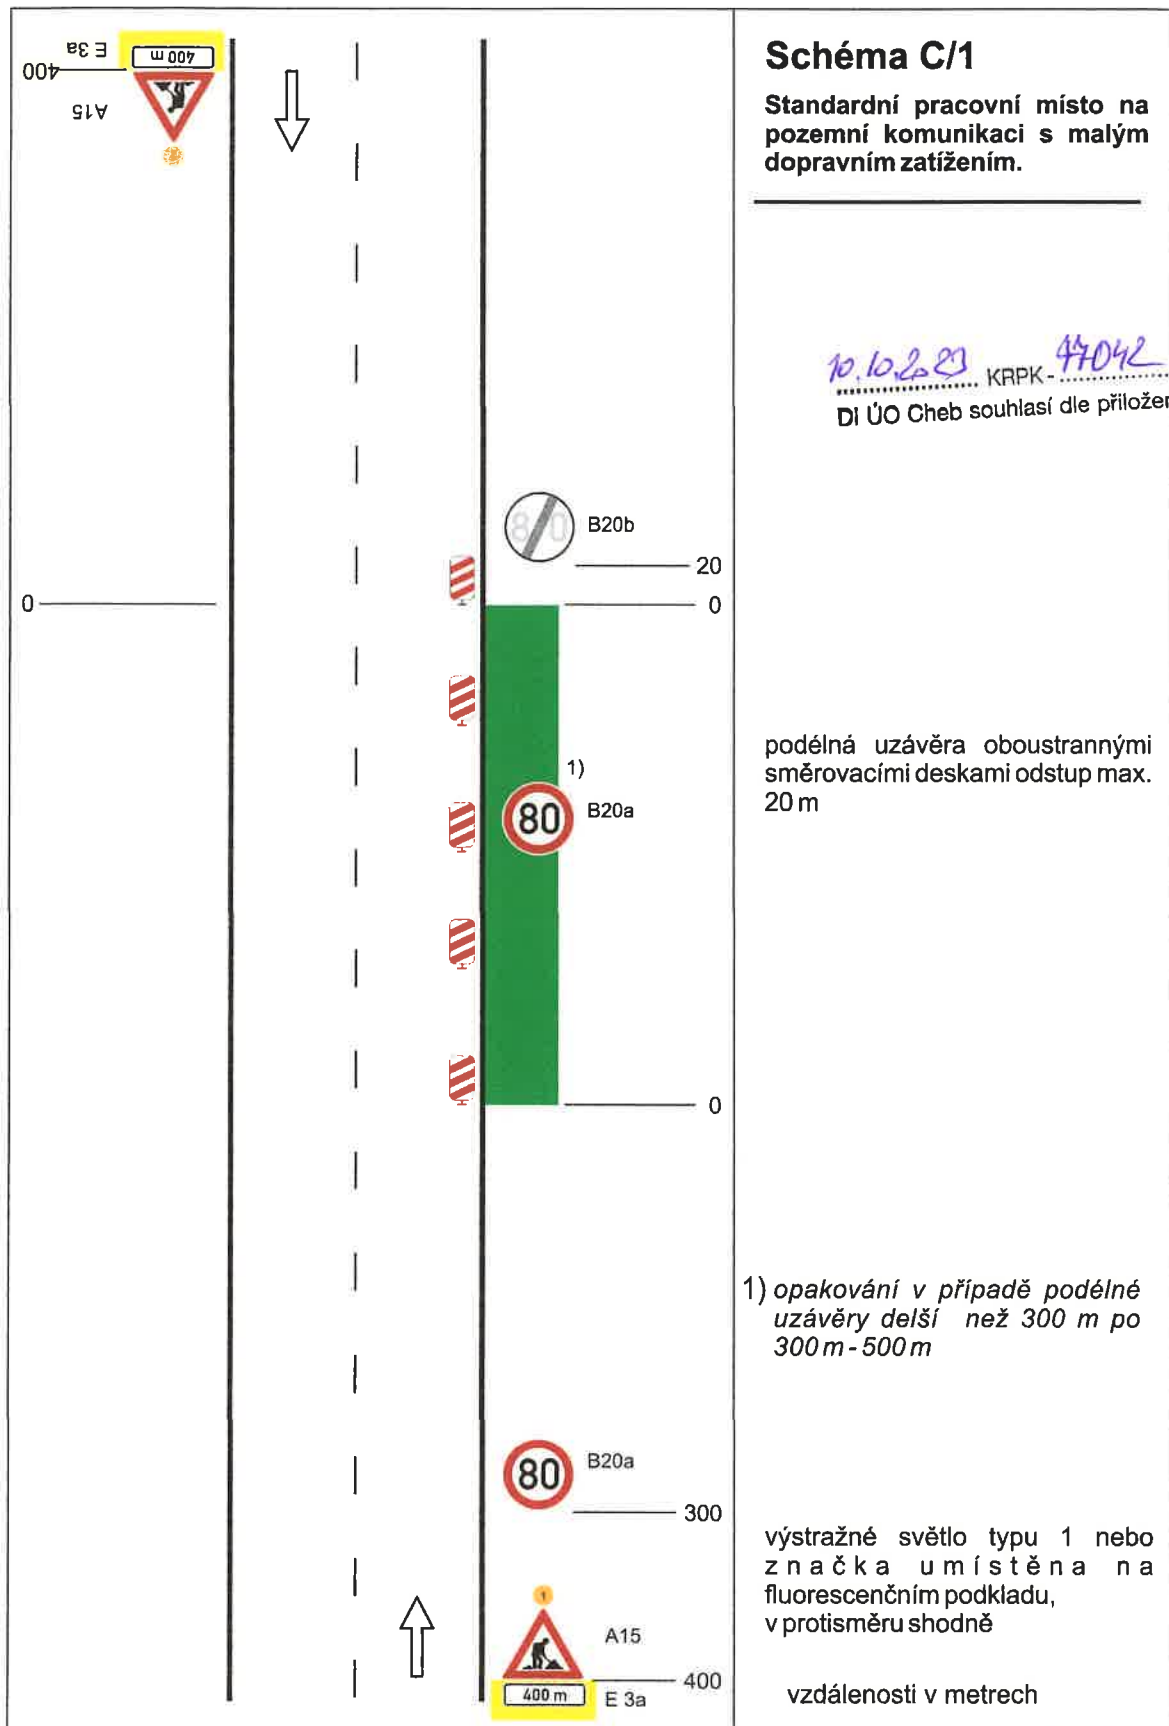 Schéma C/1
Standardní pracovní místo na
pozemní komunikaci s malým
dopravním zatížením.
10.10.2023 KRPK-
DI ÚO Cheb souhlasí dle přiložen
400
E 3a
400 m
A15
80
B20b
20
0
0
1)
80
B20a
podélná uzávěra oboustrannými
směrovacími deskami odstup max.
20 m
0
1) opakování v případě podélné
uzávěry delší než 300 m po
300 m - 500 m
80
B20a
300
výstražné světlo typu 1 nebo
značka umístěna na
fluorescenčním podkladu,
v protisměru shodně
1
A15
400
400 m
E 3a
vzdálenosti v metrech